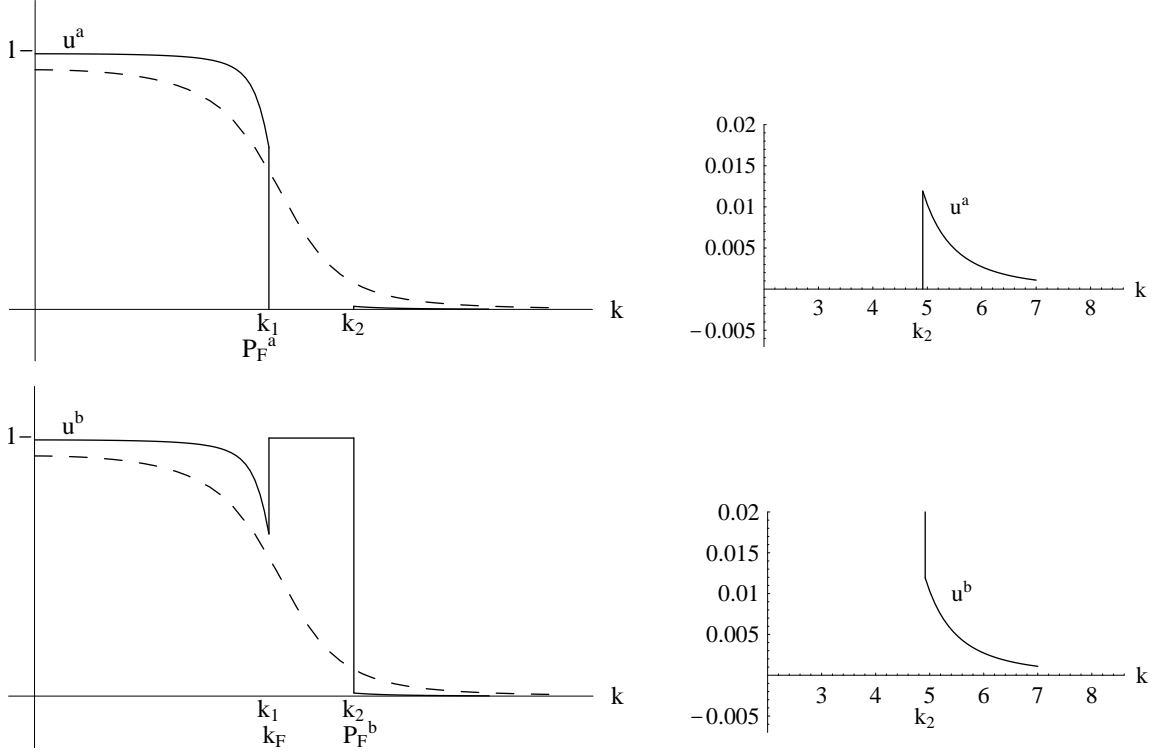 1
u^a
k
k_1
k_2
P_F^a
0.02
0.015
0.01
0.005
-0.005
u^a
3 4 5 6 7 8
k
k_2
1
u^b
k
k_1
k_2
k_F
P_F^b
0.02
0.015
0.01
0.005
-0.005
u^b
3 4 5 6 7 8
k
k_2